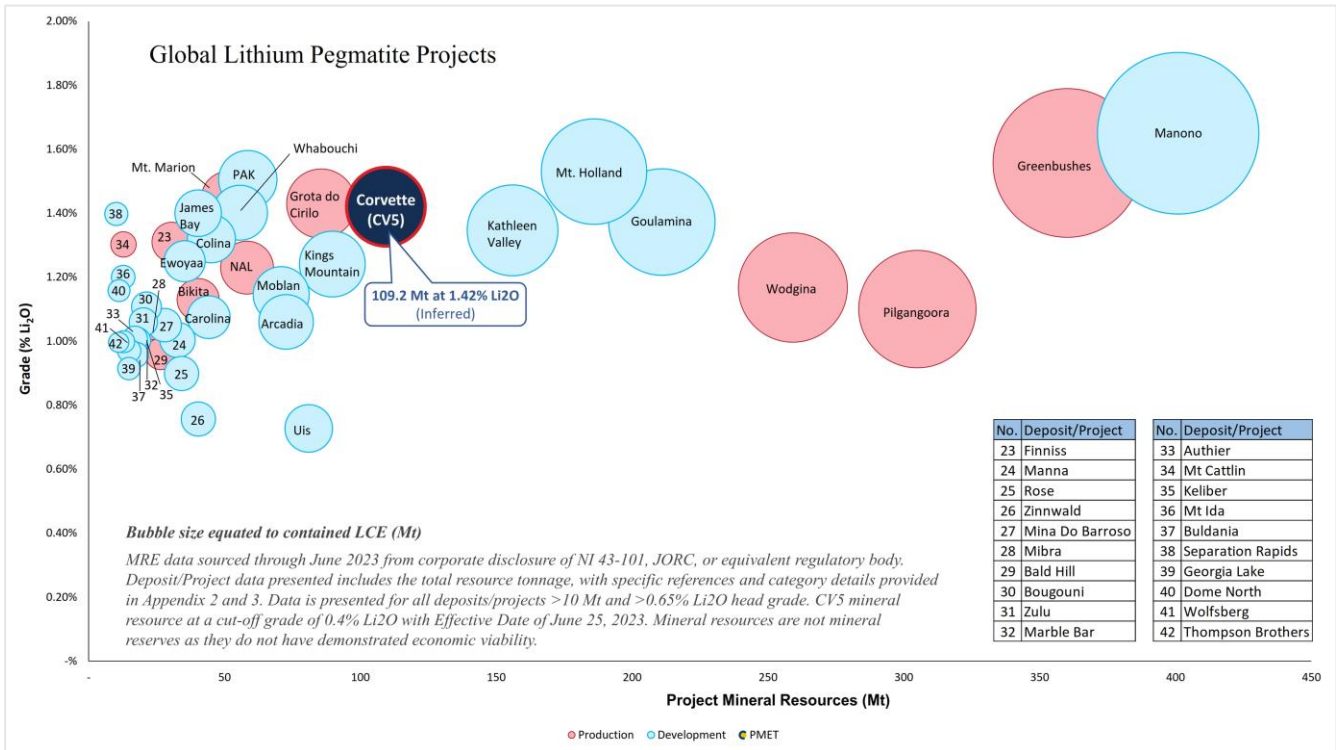 Global Lithium Pegmatite Projects
2.00%
1.80%
1.60%
1.40%
1.20%
1.00%
0.80%
0.60%
0.40%
0.20%
-%
Grade (% Li₂O)
Mt. Marion
PAK
Whabouchi
38
James
Bay
Grota do
Cirilo
Corvette
(CV5)
Mt. Holland
Greenbushes
Manono
34
23
Colina
Kathleen
Valley
Goulamina
36
28
Ewoyaa
NAL
Kings
Mountain
40
30
Bikita
Moblan
109.2 Mt at 1.42% Li2O
(Inferred)
Wodgina
Pilgangoora
33
31
27
Carolina
Arcadia
41
42
24
29
39
25
37
32
35
26
Uis
Bubble size equated to contained LCE (Mt)
MRE data sourced through June 2023 from corporate disclosure of NI 43-101, JORC, or equivalent regulatory body.
Deposit/Project data presented includes the total resource tonnage, with specific references and category details provided
in Appendix 2 and 3. Data is presented for all deposits/projects >10 Mt and >0.65% Li2O head grade. CV5 mineral
resource at a cut-off grade of 0.4% Li2O with Effective Date of June 25, 2023. Mineral resources are not mineral
reserves as they do not have demonstrated economic viability.
No. Deposit/Project
23 Finniss
24 Manna
25 Rose
26 Zinnwald
27 Mina Do Barroso
28 Mibra
29 Bald Hill
30 Bougouni
31 Zulu
32 Marble Bar
No. Deposit/Project
33 Authier
34 Mt Cattlin
35 Keliber
36 Mt Ida
37 Buldania
38 Separation Rapids
39 Georgia Lake
40 Dome North
41 Wolfsberg
42 Thompson Brothers
- 50 100 150 200 250 300 350 400 450
Project Mineral Resources (Mt)
Production Development PMET